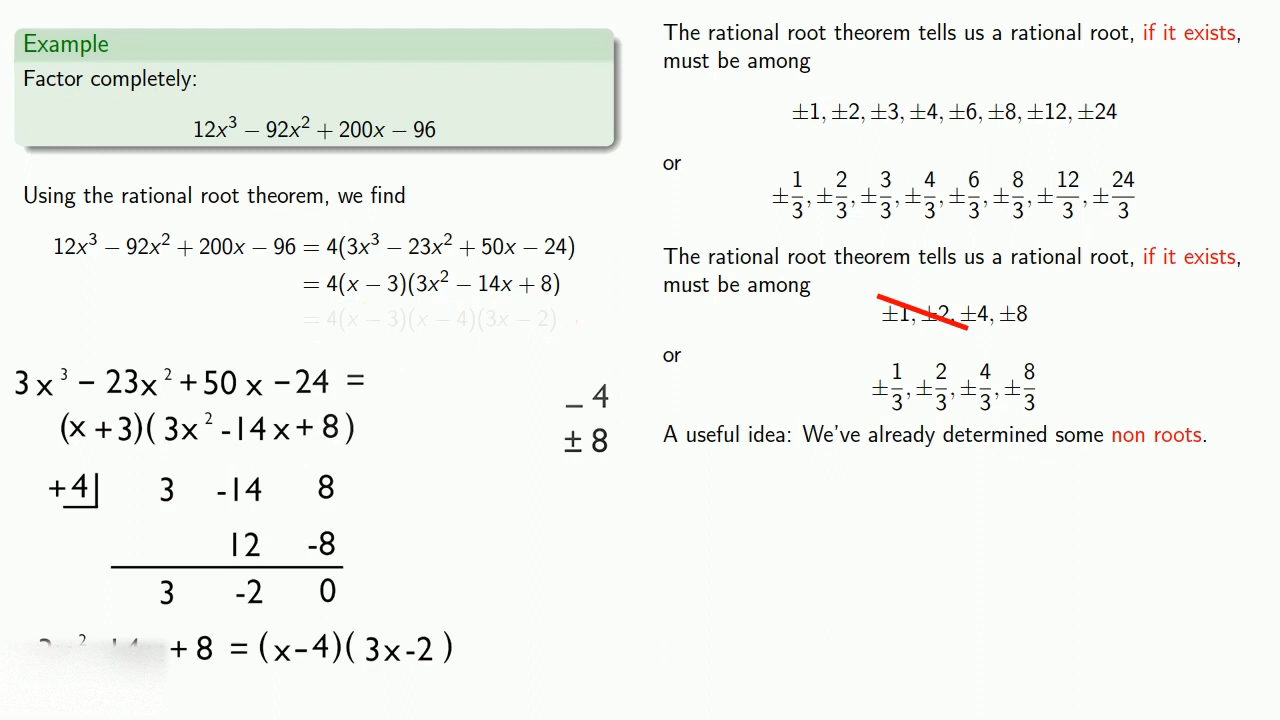 Example
Factor completely:
12x³ − 92x² + 200x − 96
Using the rational root theorem, we find
12x³ − 92x² + 200x − 96 = 4(3x³ − 23x² + 50x − 24)
= 4(x − 3)(3x² − 14x + 8)
= 4(x − 3)(x − 4)(3x − 2)
3x³ − 23x² + 50x − 24 =
(x + 3)(3x² - 14x + 8)
+4 3 -14 8
12 -8
3 -2 0
+ 8 = (x − 4)(3x - 2)
− 4
± 8
The rational root theorem tells us a rational root, if it exists,
must be among
±1, ±2, ±3, ±4, ±6, ±8, ±12, ±24
or
±1/3, ±2/3, ±3/3, ±4/3, ±6/3, ±8/3, ±12/3, ±24/3
The rational root theorem tells us a rational root, if it exists,
must be among
±1, ±2, ±4, ±8
or
±1/3, ±2/3, ±4/3, ±8/3
A useful idea: We've already determined some non roots.